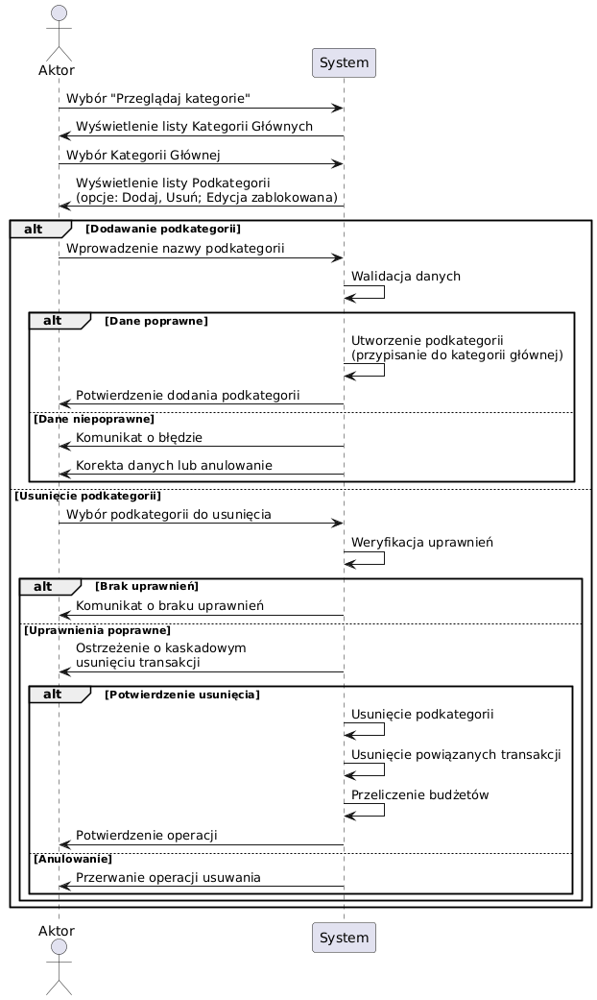 Aktor
System
Wybór "Przeglądaj kategorie"
Wyświetlenie listy Kategorii Głównych
Wybór Kategorii Głównej
Wyświetlenie listy Podkategorii
(opcje: Dodaj, Usuń; Edycja zablokowana)
alt [Dodawanie podkategorii]
Wprowadzenie nazwy podkategorii
Walidacja danych
alt [Dane poprawne]
Utworzenie podkategorii
(przypisanie do kategorii głównej)
Potwierdzenie dodania podkategorii
[Dane niepoprawne]
Komunikat o błędzie
Korekta danych lub anulowanie
[Usunięcie podkategorii]
Wybór podkategorii do usunięcia
Weryfikacja uprawnień
alt [Brak uprawnień]
Komunikat o braku uprawnień
[Uprawnienia poprawne]
Ostrzeżenie o kaskadowym
usunięciu transakcji
alt [Potwierdzenie usunięcia]
Usunięcie podkategorii
Usunięcie powiązanych transakcji
Przeliczenie budżetów
Potwierdzenie operacji
[Anulowanie]
Przerwanie operacji usuwania
Aktor
System